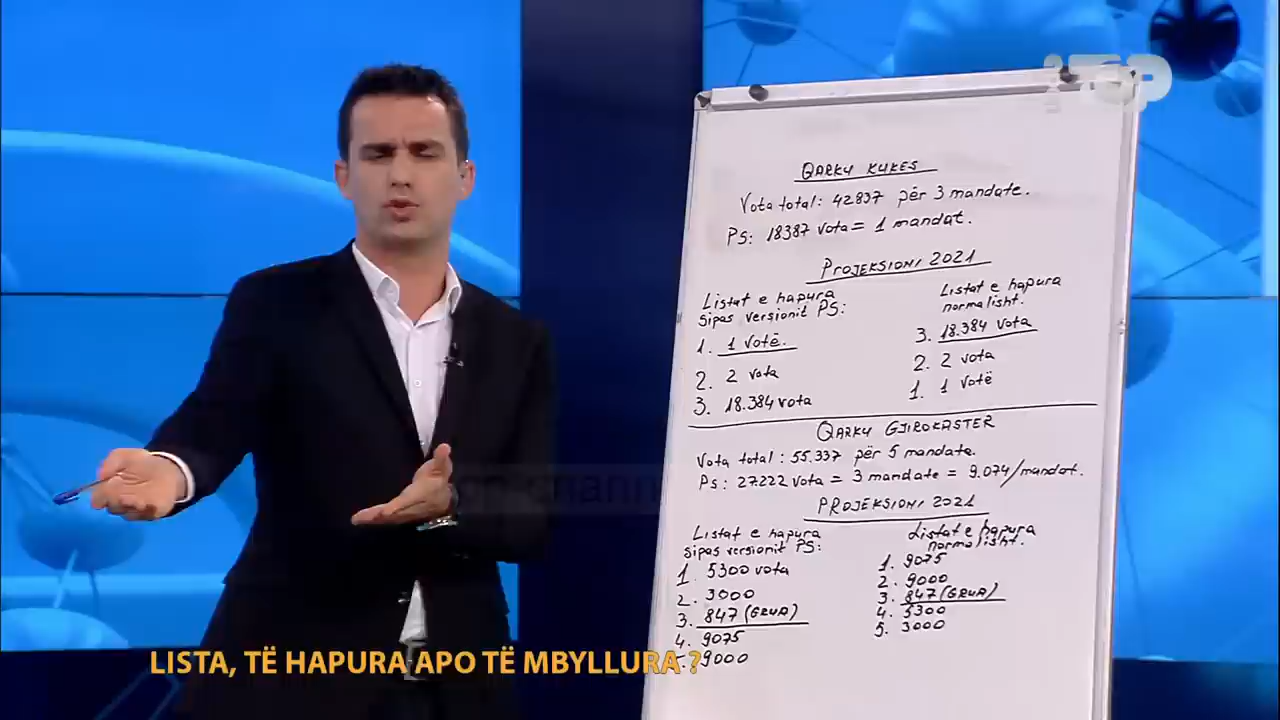 TOP
QARKU KUKES
Vota total: 42837 për 3 mandate.
PS: 18387 vota = 1 mandat.
PROJEKSIONI 2021
Listat e hapura
sipas versionit PS:
1. 1 votë.
2. 2 vota
3. 18.384 vota
Listat e hapura
normalisht.
3. 18.384 vota
2. 2 vota
1. 1 votë
QARKU GJIROKASTER
Vota total: 55.337 për 5 mandate.
Ps: 27222 vota = 3 mandate = 9.074/mandat.
PROJEKSIONI 2021
Listat e hapura
sipas versionit PS:
1. 5300 vota
2. 3000
3. 847 (GRUA)
4. 9075
9000
Listat e hapura
normalisht.
1. 9075
2. 9000
3. 847 (GRUA)
4. 5300
5. 3000
LISTA, TË HAPURA APO TË MBYLLURA ?